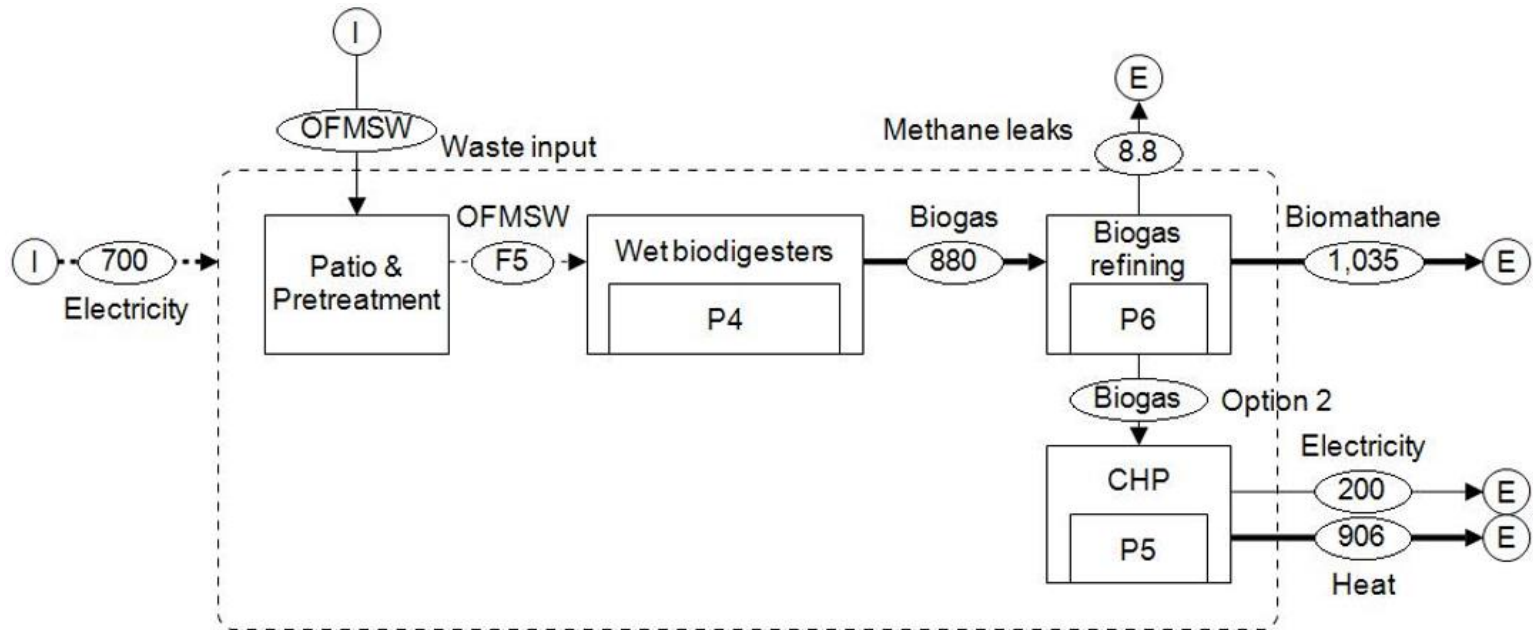 I
OFMSW
Waste input
E
Methane leaks
8.8
I
700
Electricity
Patio &
Pretreatment
OFMSW
F5
Wet biodigesters
P4
Biogas
880
Biogas
refining
P6
Biomathane
1,035
E
Biogas
Option 2
CHP
P5
Electricity
200
E
906
E
Heat